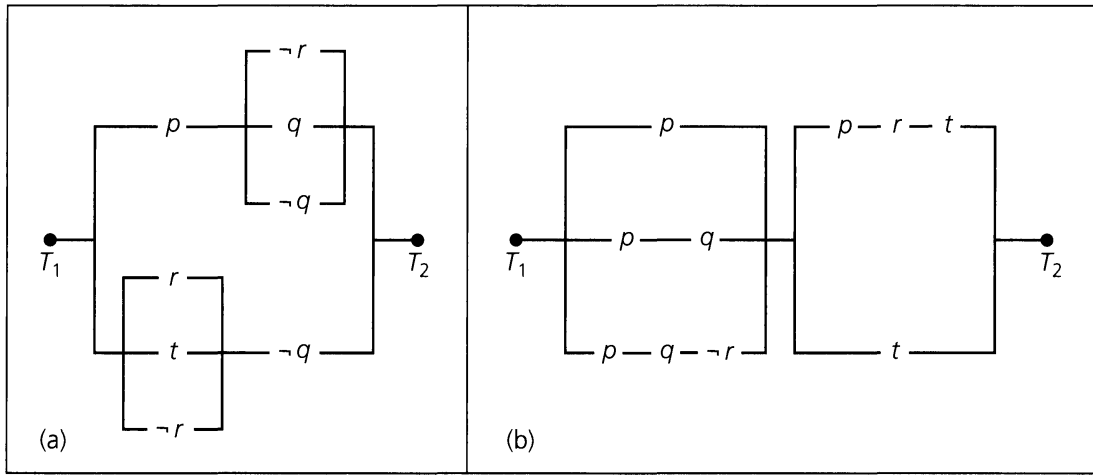 ¬ r
p q
¬ q
T₁ T₂
r
t ¬ q
¬ r
(a)
p p r t
T₁ p q T₂
p q ¬ r t
(b)